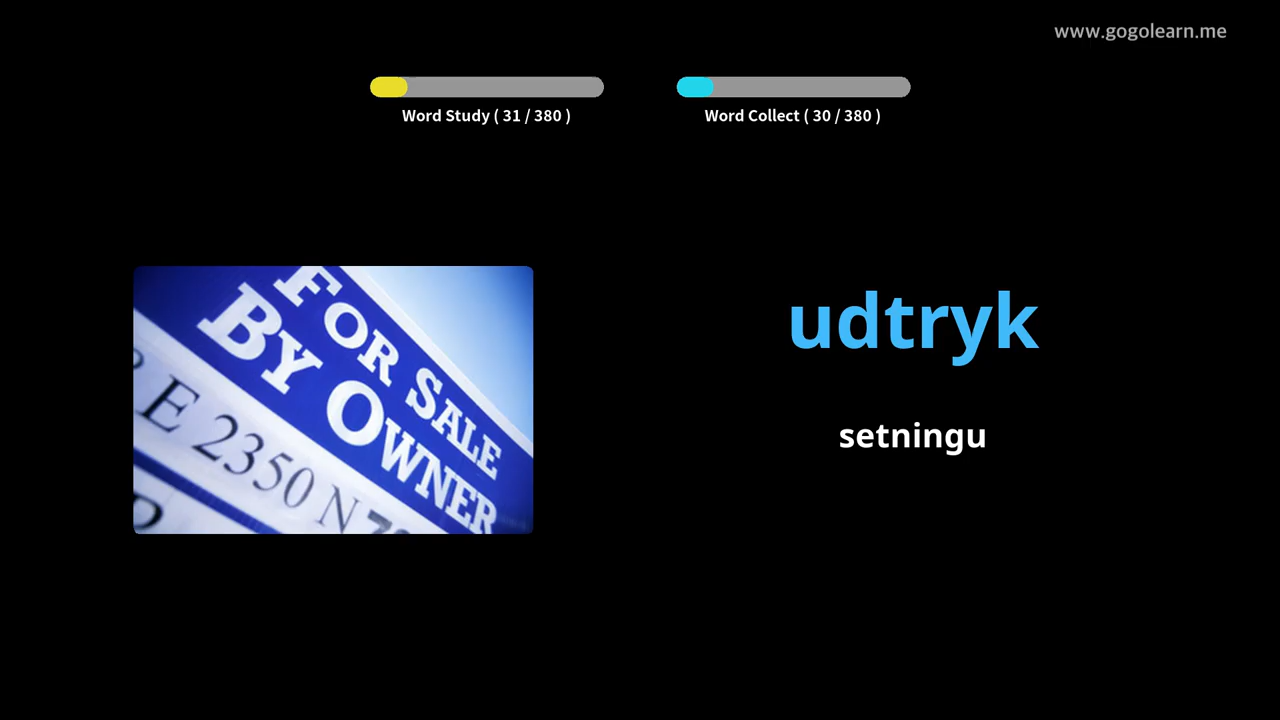 www.gogolearn.me
Word Study ( 31 / 380 )
Word Collect ( 30 / 380 )
FOR SALE
BY OWNER
E 2350 N
udtryk
setningu